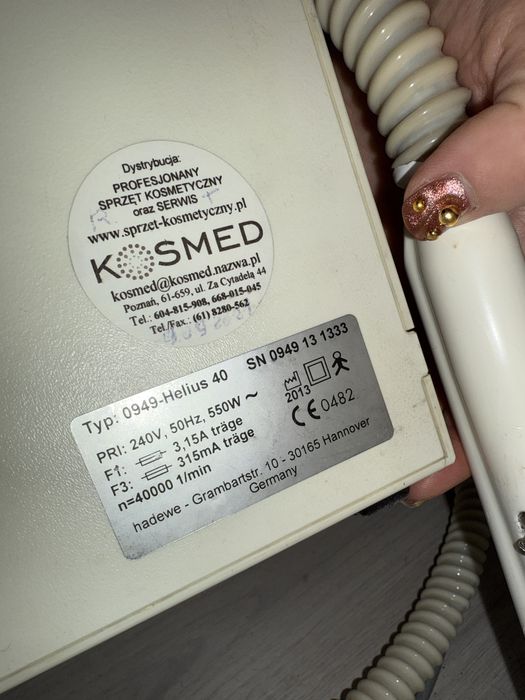 Dystrybucja:
PROFESJONANY
SPRZĘT KOSMETYCZNY
oraz SERWIS
www.sprzęt-kosmetyczny.pl
KOSMED
kosmed@kosmed.nazwa.pl
Poznań, 61-659, ul. Za Cytadelą 44
Tel.: 604-815-908, 668-015-045
Tel./Fax.: (61) 8280-562
Typ: 0949-Helius 40 SN 0949 13 1333
PRI: 240V, 50Hz, 550W ~
F1: 3,15A träge
F3: 315mA träge
n=40000 1/min
2013
CE 0482
hadewe - Grambartstr. 10 - 30165 Hannover
Germany